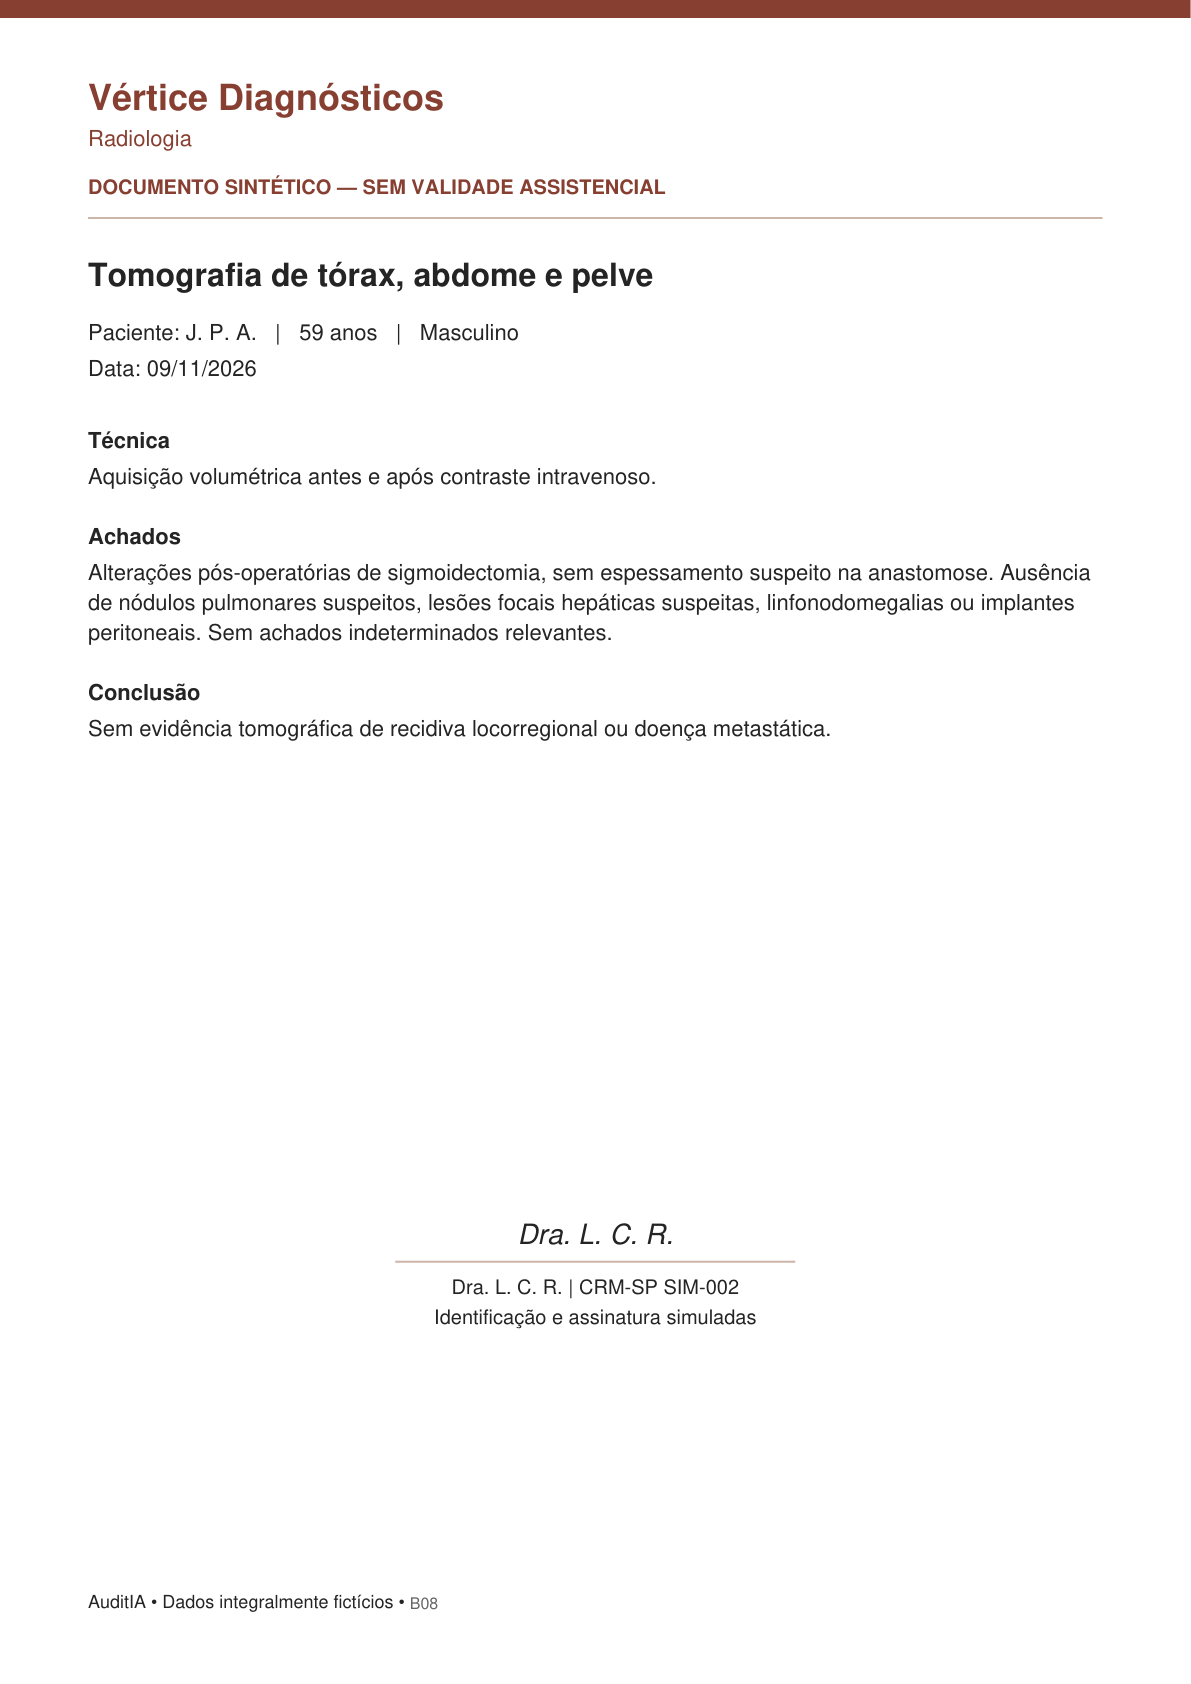 Vértice Diagnósticos
Radiologia
DOCUMENTO SINTÉTICO — SEM VALIDADE ASSISTENCIAL
Tomografia de tórax, abdome e pelve
Paciente: J. P. A. | 59 anos | Masculino
Data: 09/11/2026
Técnica
Aquisição volumétrica antes e após contraste intravenoso.
Achados
Alterações pós-operatórias de sigmoidectomia, sem espessamento suspeito na anastomose. Ausência
de nódulos pulmonares suspeitos, lesões focais hepáticas suspeitas, linfonodomegalias ou implantes
peritoneais. Sem achados indeterminados relevantes.
Conclusão
Sem evidência tomográfica de recidiva locorregional ou doença metastática.
Dra. L. C. R.
Dra. L. C. R. | CRM-SP SIM-002
Identificação e assinatura simuladas
AuditIA • Dados integralmente fictícios • B08